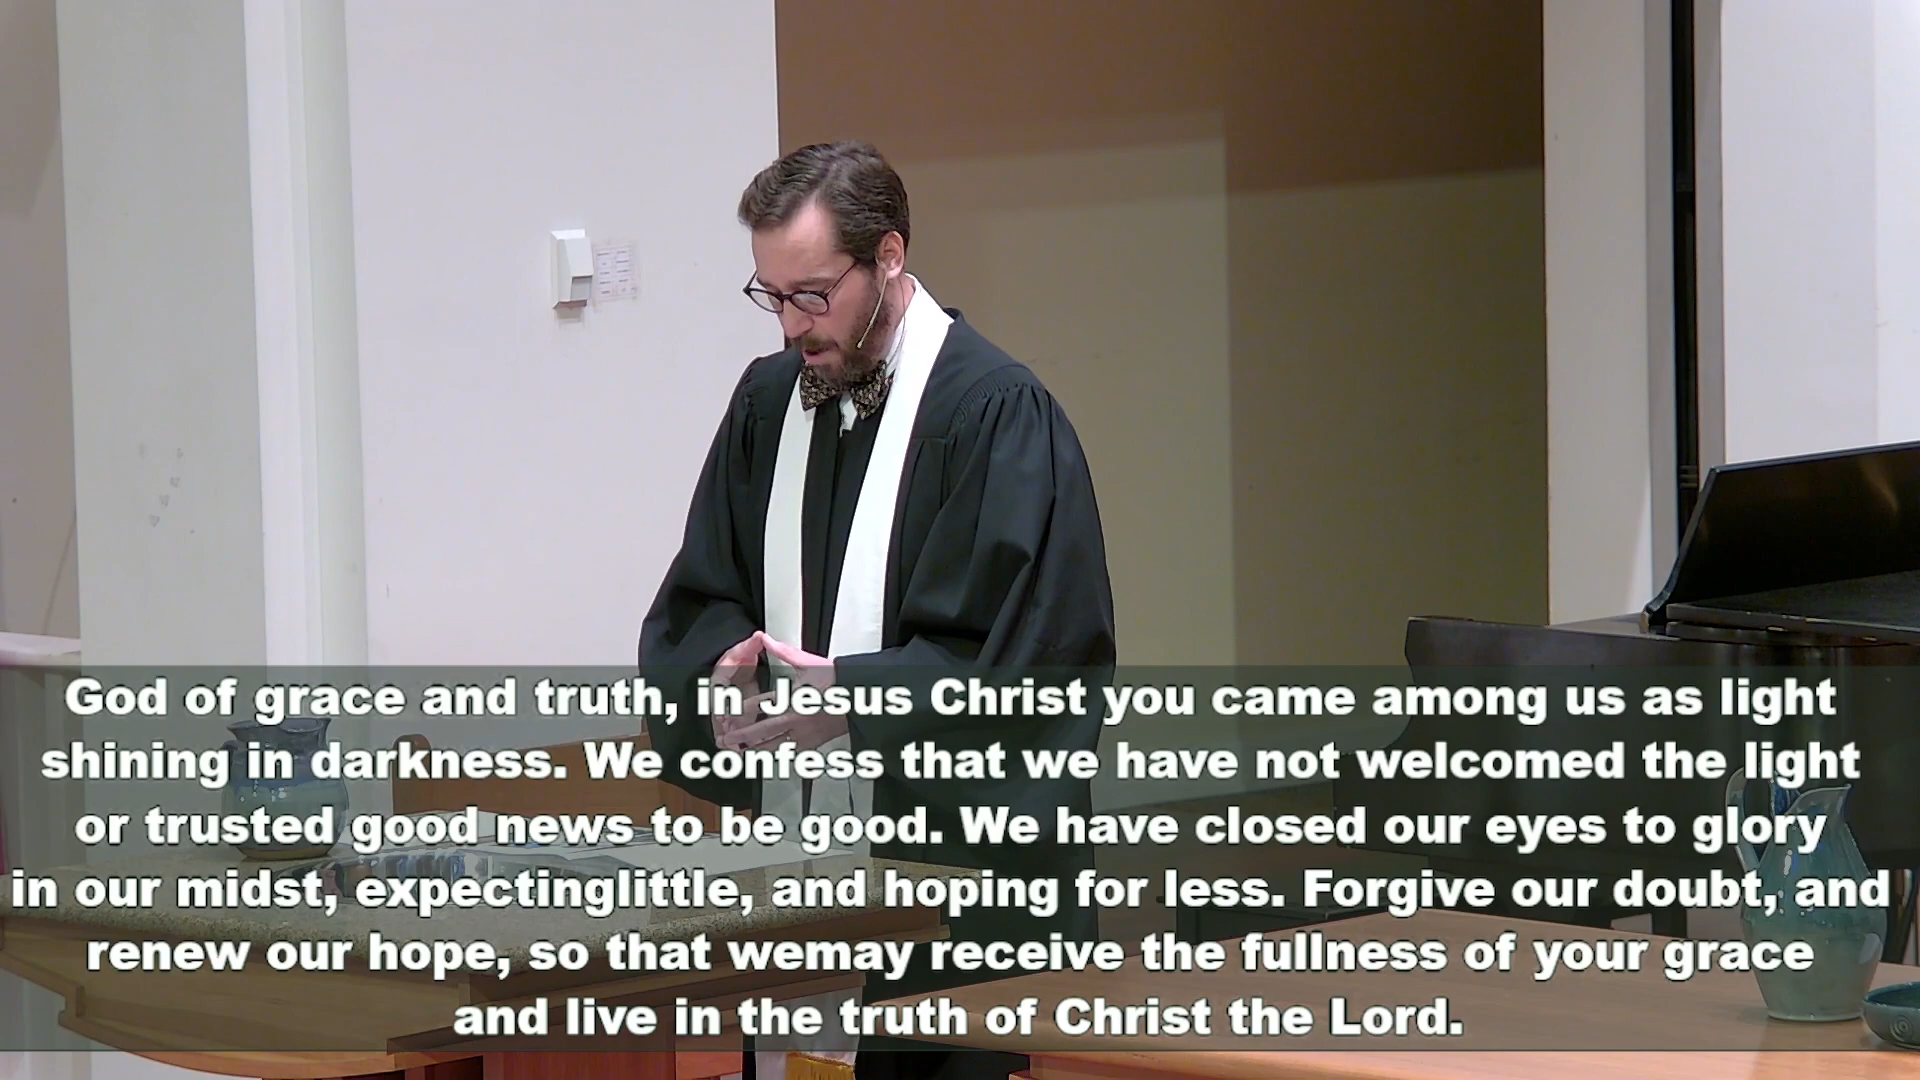 God of grace and truth, in Jesus Christ you came among us as light
shining in darkness. We confess that we have not welcomed the light
or trusted good news to be good. We have closed our eyes to glory
in our midst, expectinglittle, and hoping for less. Forgive our doubt, and
renew our hope, so that wemay receive the fullness of your grace
and live in the truth of Christ the Lord.